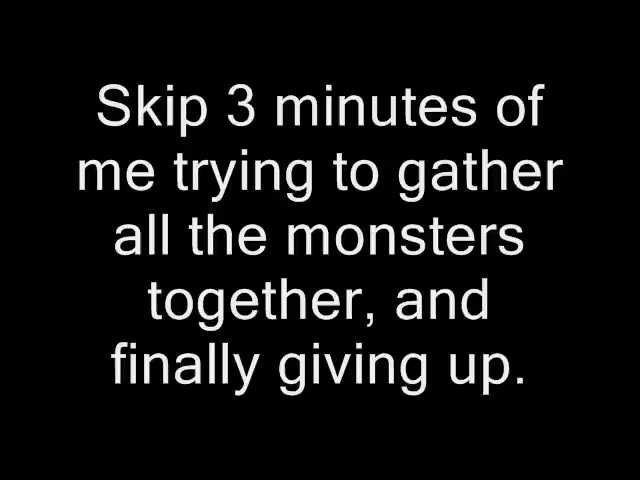 Skip 3 minutes of
me trying to gather
all the monsters
together, and
finally giving up.